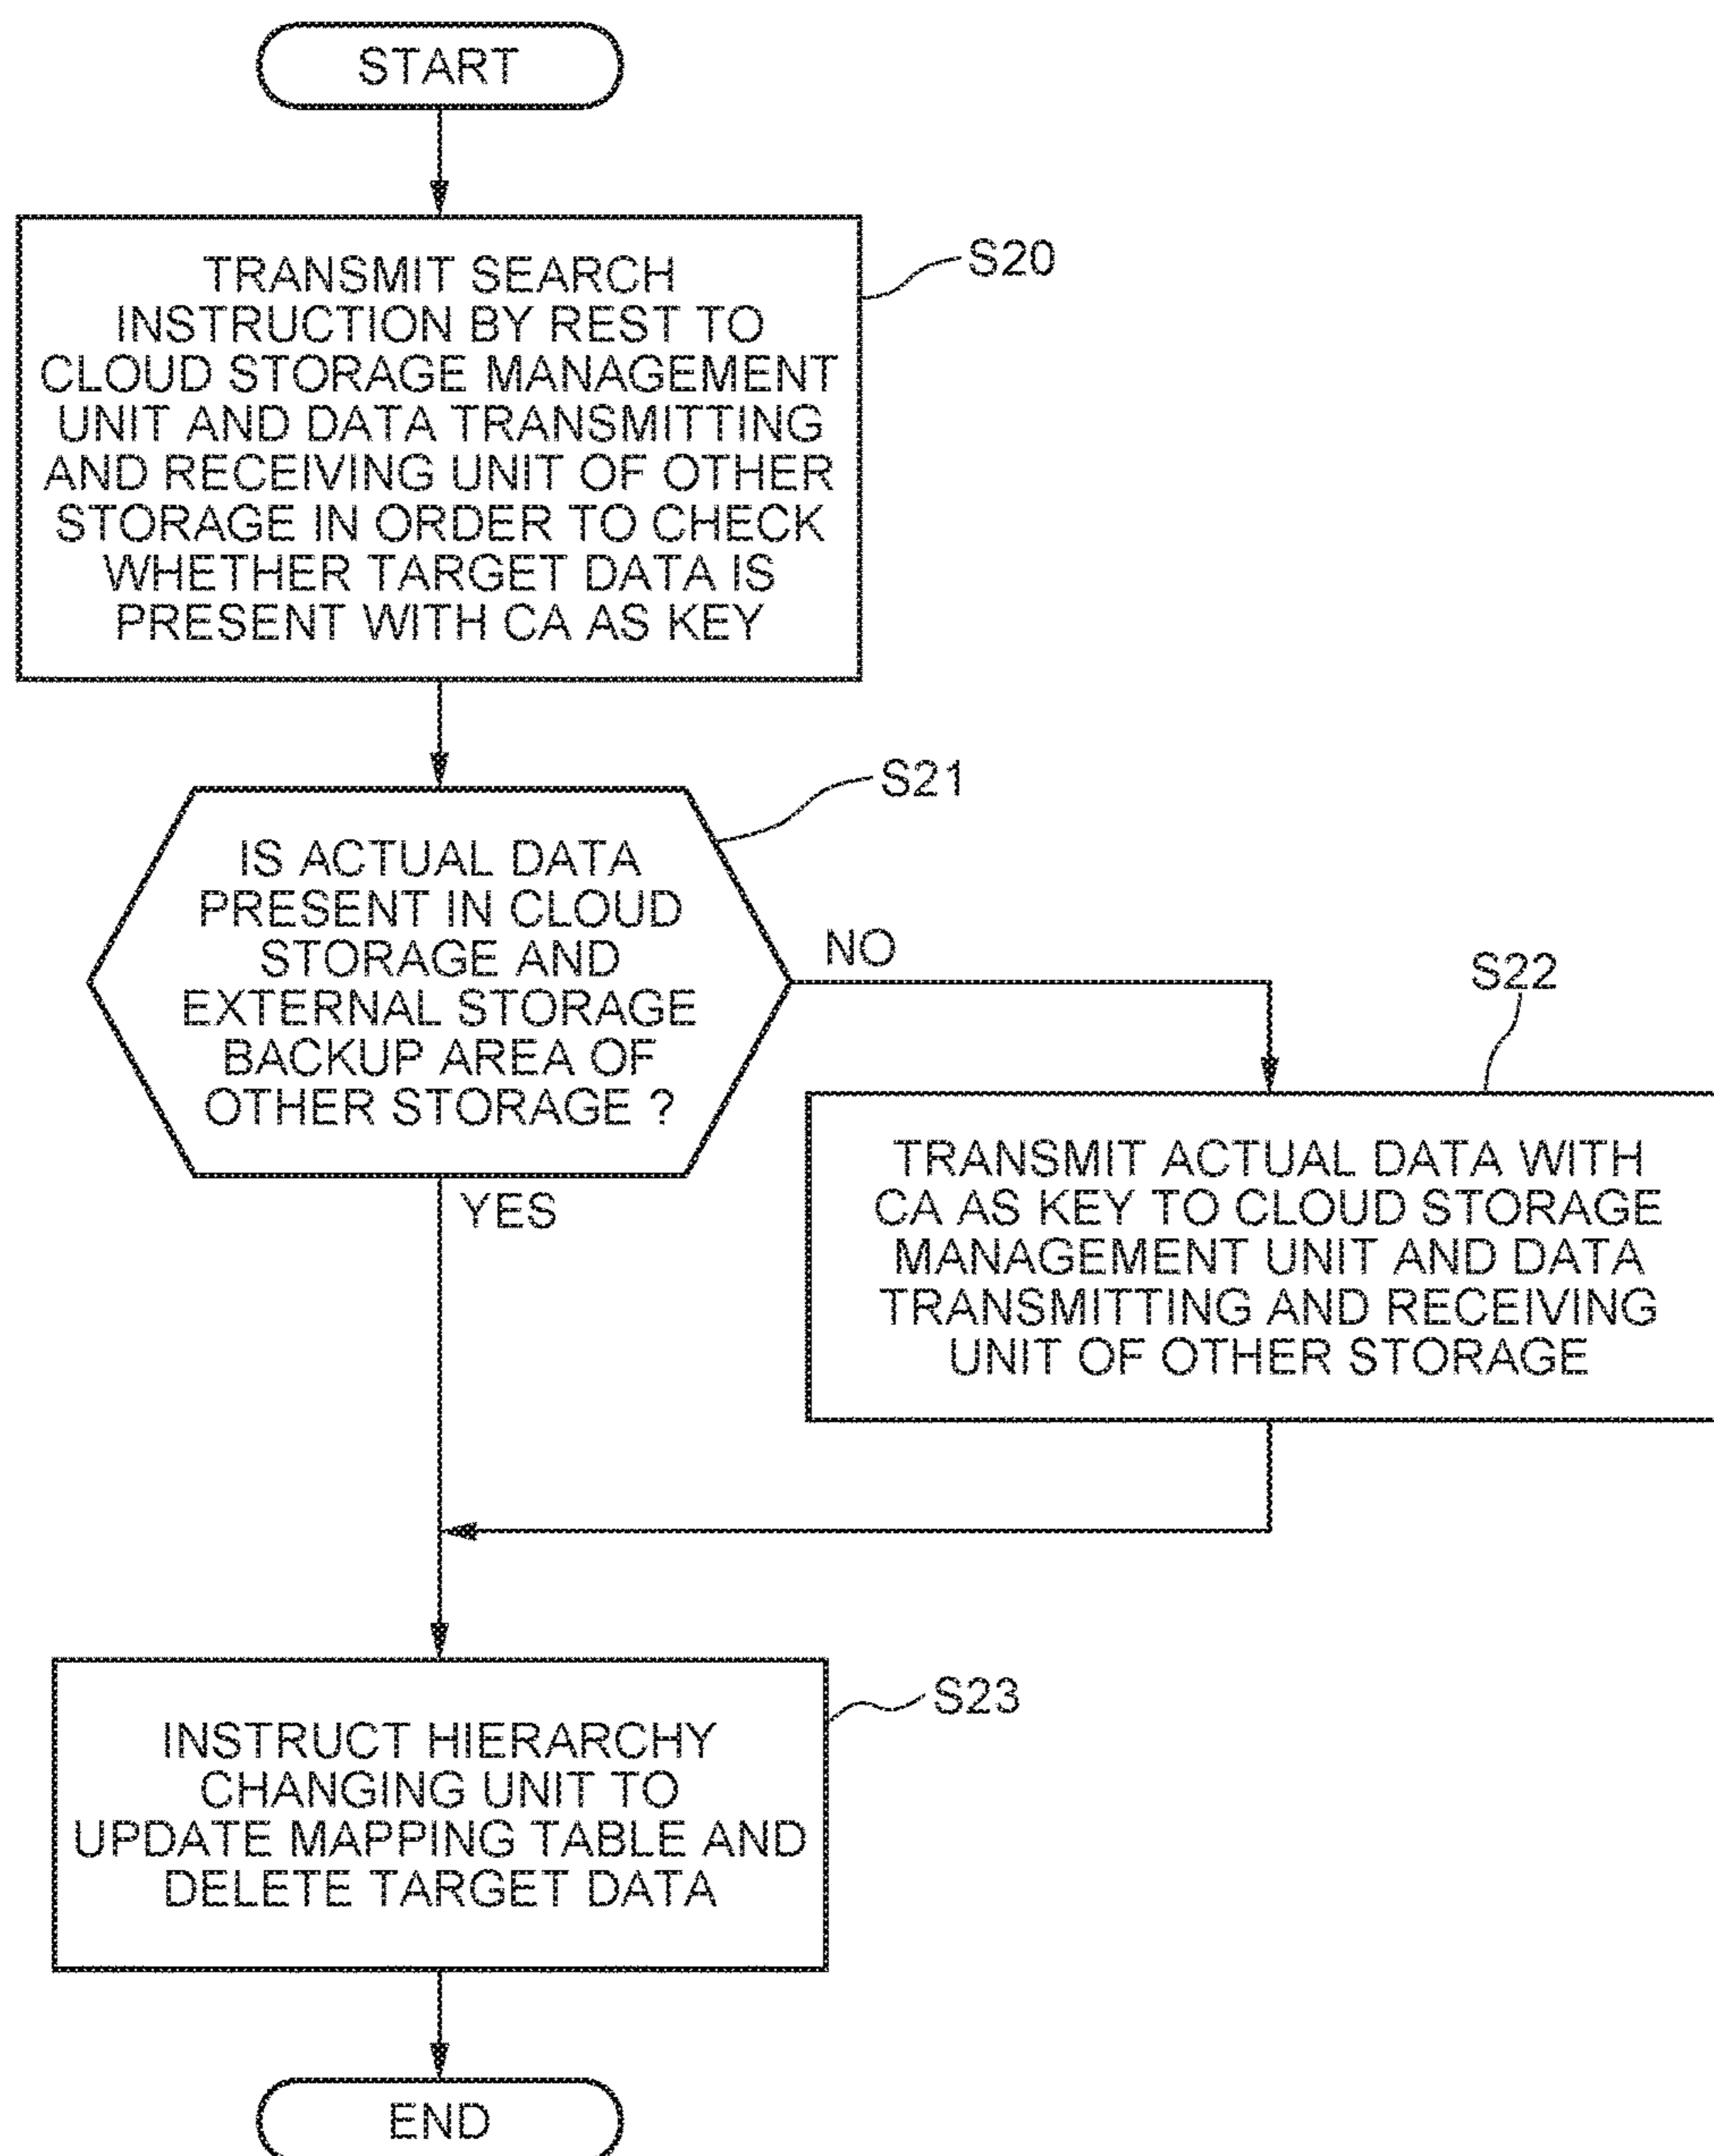 START
TRANSMIT SEARCH
INSTRUCTION BY REST TO
CLOUD STORAGE MANAGEMENT
UNIT AND DATA TRANSMITTING
AND RECEIVING UNIT OF OTHER
STORAGE IN ORDER TO CHECK
WHETHER TARGET DATA IS
PRESENT WITH CA AS KEY
S20
IS ACTUAL DATA
PRESENT IN CLOUD
STORAGE AND
EXTERNAL STORAGE
BACKUP AREA OF
OTHER STORAGE ?
S21
NO
YES
S22
TRANSMIT ACTUAL DATA WITH
CA AS KEY TO CLOUD STORAGE
MANAGEMENT UNIT AND DATA
TRANSMITTING AND RECEIVING
UNIT OF OTHER STORAGE
INSTRUCT HIERARCHY
CHANGING UNIT TO
UPDATE MAPPING TABLE AND
DELETE TARGET DATA
S23
END